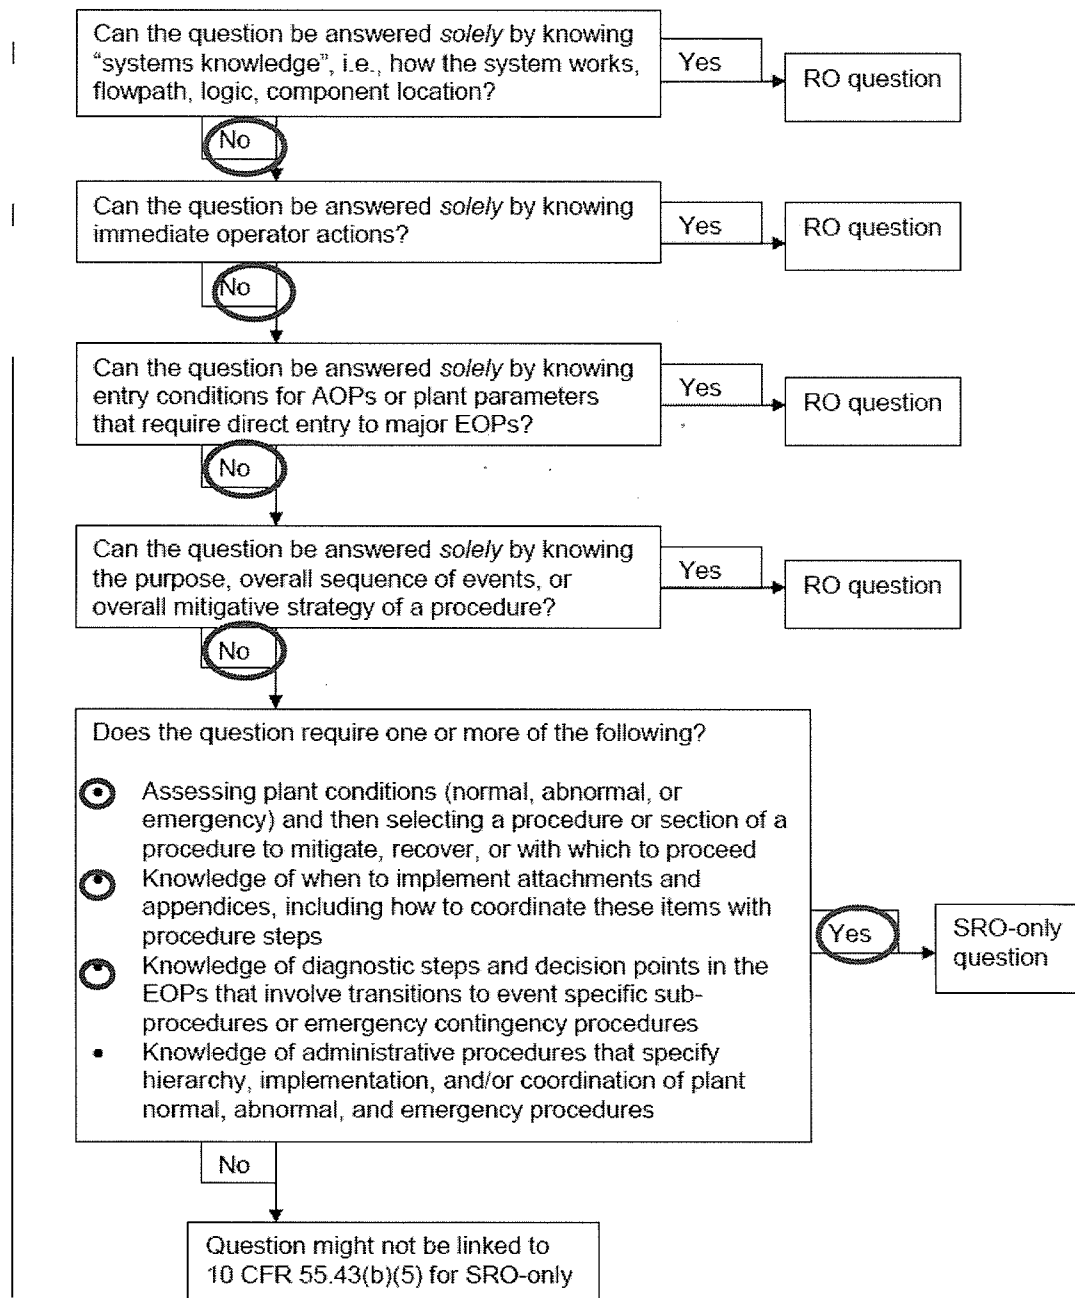 Can the question be answered solely by knowing
"systems knowledge", i.e., how the system works,
flowpath, logic, component location?
Yes
RO question
No
Can the question be answered solely by knowing
immediate operator actions?
Yes
RO question
No
Can the question be answered solely by knowing
entry conditions for AOPs or plant parameters
that require direct entry to major EOPs?
Yes
RO question
No
Can the question be answered solely by knowing
the purpose, overall sequence of events, or
overall mitigative strategy of a procedure?
Yes
RO question
No
Does the question require one or more of the following?
• Assessing plant conditions (normal, abnormal, or
emergency) and then selecting a procedure or section of a
procedure to mitigate, recover, or with which to proceed
• Knowledge of when to implement attachments and
appendices, including how to coordinate these items with
procedure steps
• Knowledge of diagnostic steps and decision points in the
EOPs that involve transitions to event specific sub-
procedures or emergency contingency procedures
• Knowledge of administrative procedures that specify
hierarchy, implementation, and/or coordination of plant
normal, abnormal, and emergency procedures
Yes
SRO-only
question
No
Question might not be linked to
10 CFR 55.43(b)(5) for SRO-only